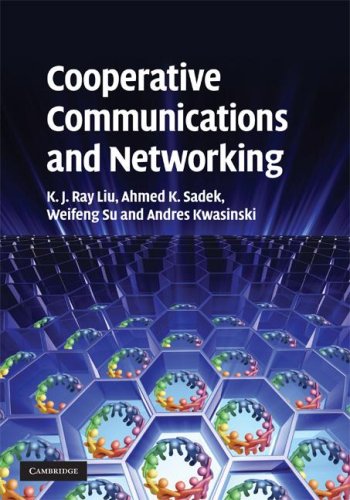 Cooperative
Communications
and Networking
K. J. Ray Liu, Ahmed K. Sadek,
Weifeng Su and Andres Kwasinski
CAMBRIDGE